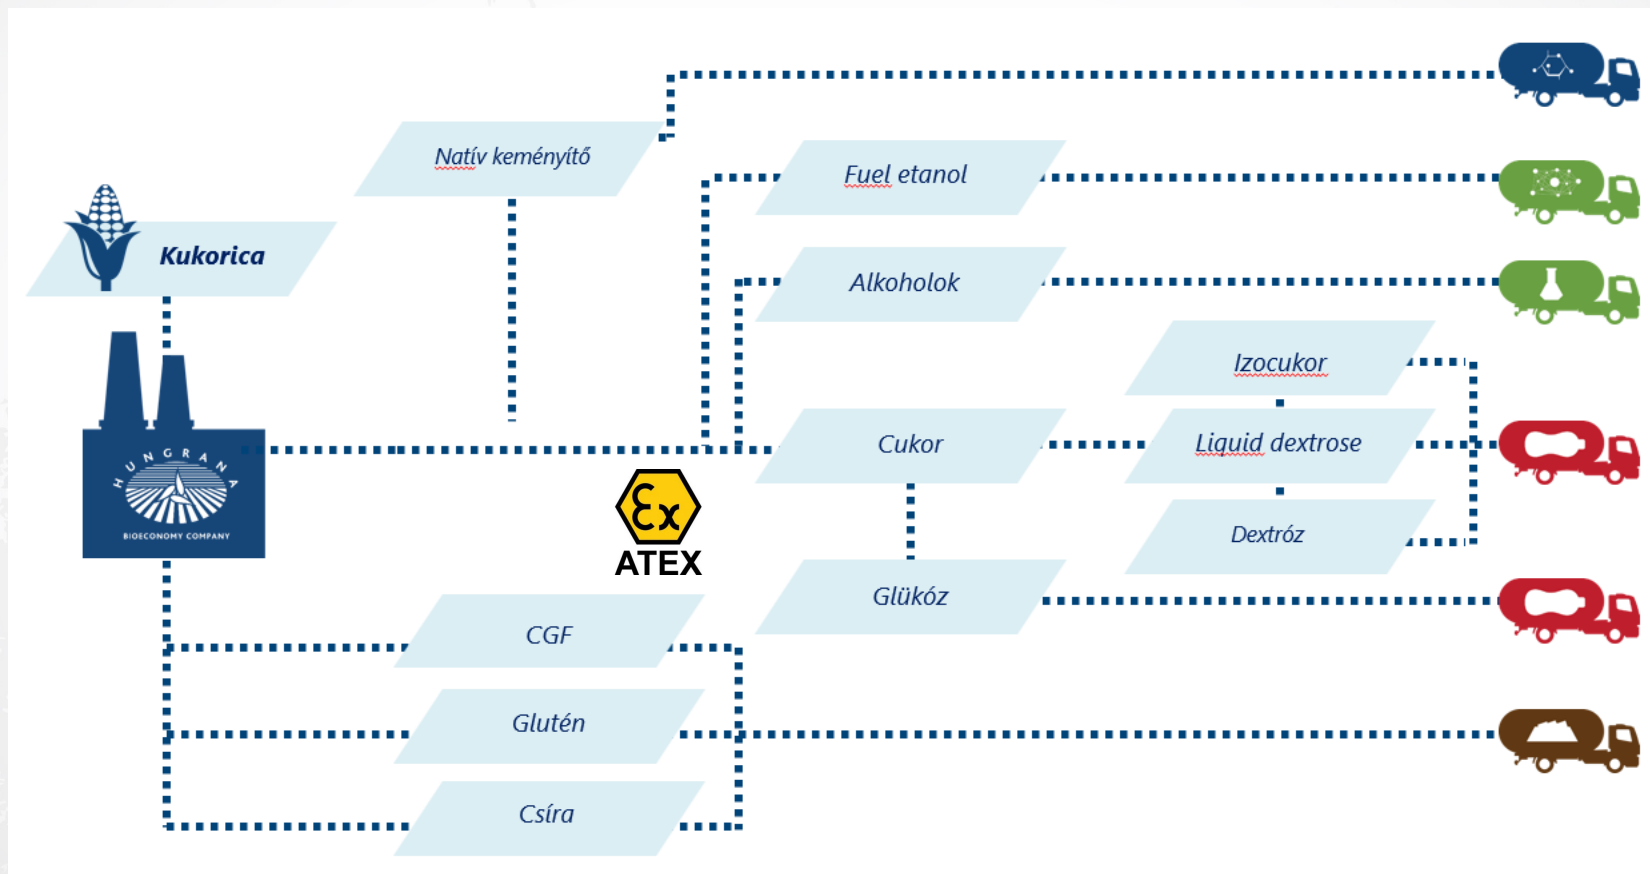 Natív keményítő
Fuel etanol
Kukorica
Alkoholok
Izocukor
Cukor
Liquid dextrose
HUNGRANA
BIOECONOMY COMPANY
Ex
ATEX
Dextróz
Glükóz
CGF
Glutén
Csíra